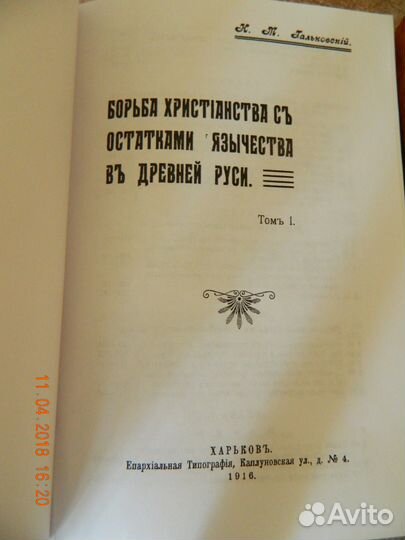 Н. М. Гальковскій.
БОРЬБА ХРИСТІАНСТВА СЪ
ОСТАТКАМИ ЯЗЫЧЕСТВА
ВЪ ДРЕВНЕЙ РУСИ.
Томъ I.
ХАРЬКОВЪ.
Епархіальная Типографія, Каплуновская ул., д. № 4.
1916.
11.04.2018 16:20
Avito